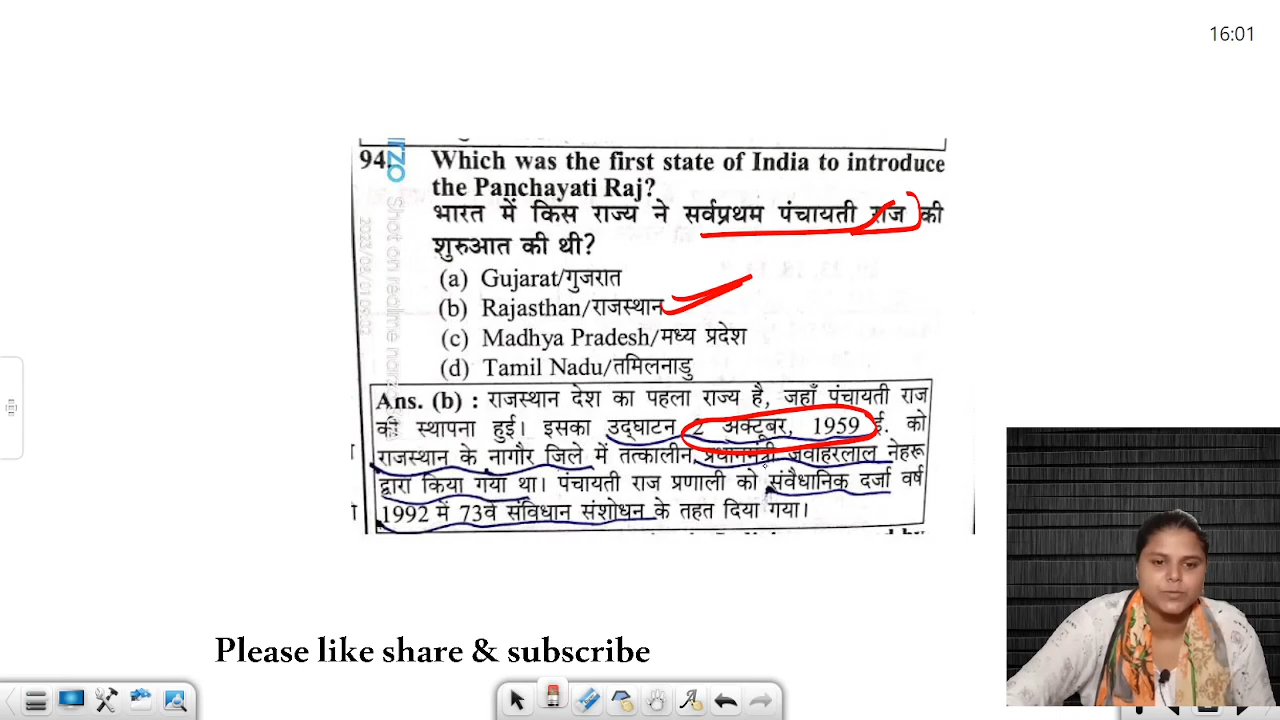 16:01
94. Which was the first state of India to introduce
the Panchayati Raj?
भारत में किस राज्य ने सर्वप्रथम पंचायती राज की
शुरुआत की थी?
(a) Gujarat/गुजरात
(b) Rajasthan/राजस्थान
(c) Madhya Pradesh/मध्य प्रदेश
(d) Tamil Nadu/तमिलनाडु
Ans. (b) : राजस्थान देश का पहला राज्य है, जहाँ पंचायती राज
की स्थापना हुई। इसका उद्घाटन 2 अक्टूबर, 1959 ई. को
राजस्थान के नागौर जिले में तत्कालीन प्रधानमंत्री जवाहरलाल नेहरू
द्वारा किया गया था। पंचायती राज प्रणाली को संवैधानिक दर्जा वर्ष
1992 में 73वें संविधान संशोधन के तहत दिया गया।
Shot on realme
Please like share & subscribe